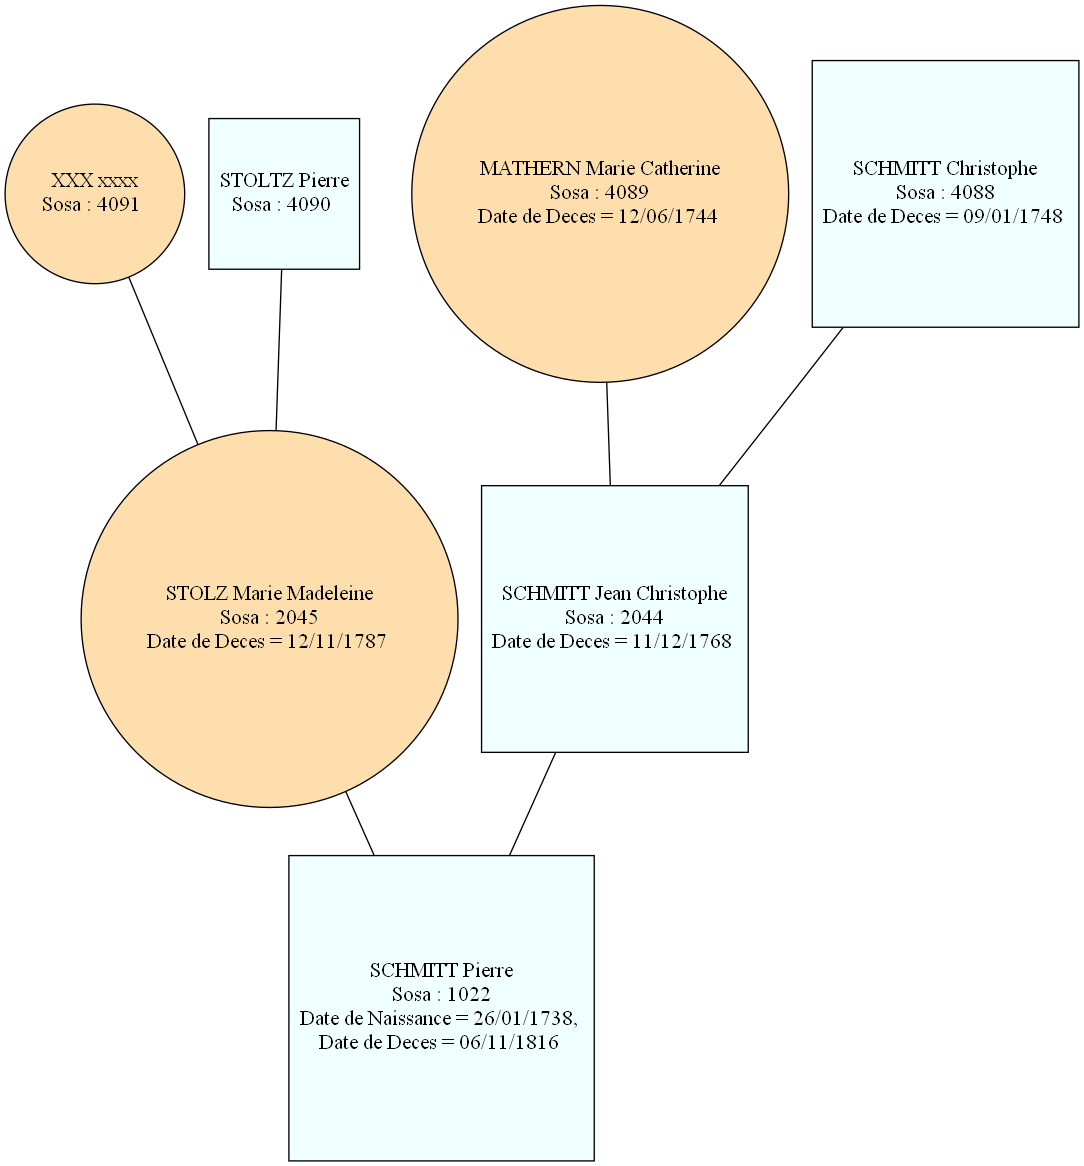 XXX xxxx
Sosa : 4091
STOLTZ Pierre
Sosa : 4090
MATHERN Marie Catherine
Sosa : 4089
Date de Deces = 12/06/1744
SCHMITT Christophe
Sosa : 4088
Date de Deces = 09/01/1748
STOLZ Marie Madeleine
Sosa : 2045
Date de Deces = 12/11/1787
SCHMITT Jean Christophe
Sosa : 2044
Date de Deces = 11/12/1768
SCHMITT Pierre
Sosa : 1022
Date de Naissance = 26/01/1738,
Date de Deces = 06/11/1816